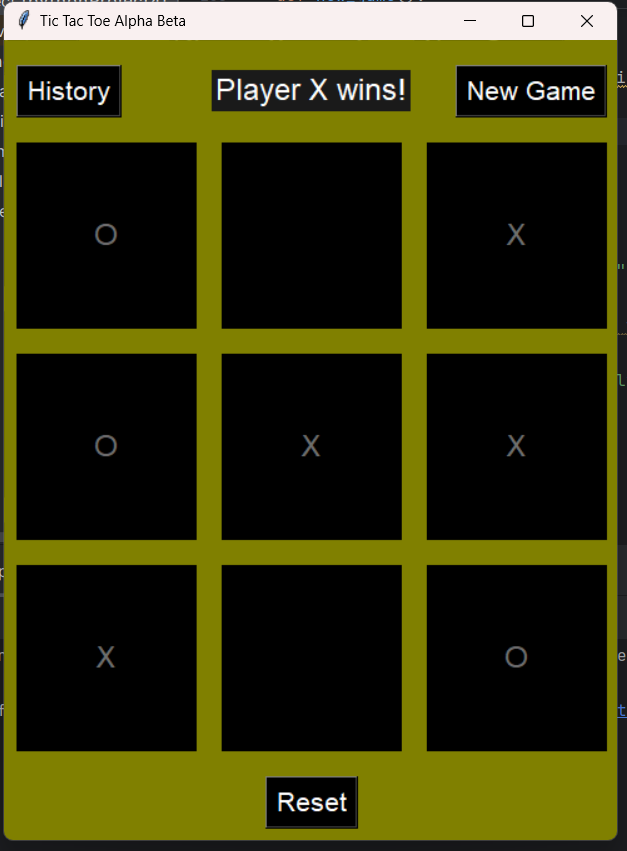 Tic Tac Toe Alpha Beta
History Player X wins! New Game
O X
O X X
X O
Reset